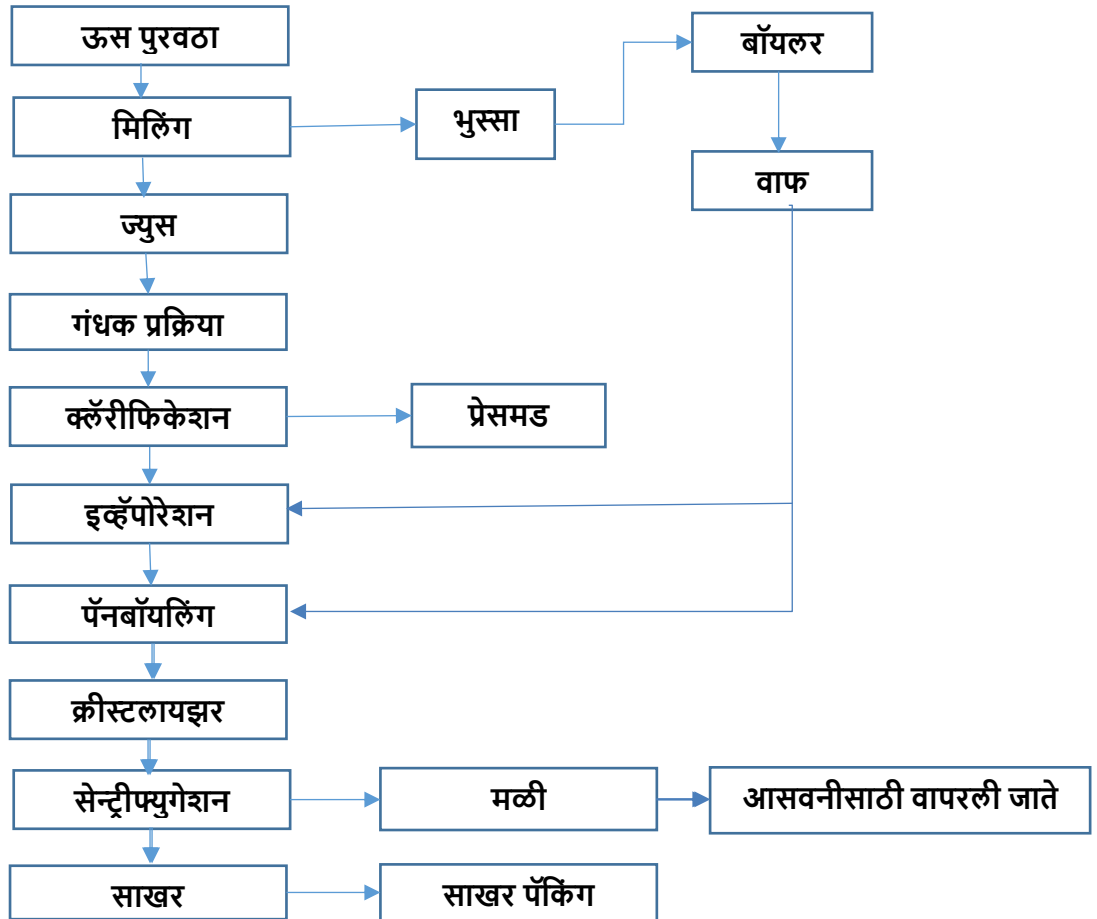 ऊस पुरवठा
बॉयलर
मिलिंग
भुस्सा
वाफ
ज्युस
गंधक प्रक्रिया
क्लॅरीफिकेशन
प्रेसमड
इव्हॅपोरेशन
पॅनबॉयलिंग
क्रीस्टलायझर
सेन्ट्रीफ्युगेशन
मळी
आसवनीसाठी वापरली जाते
साखर
साखर पॅकिंग